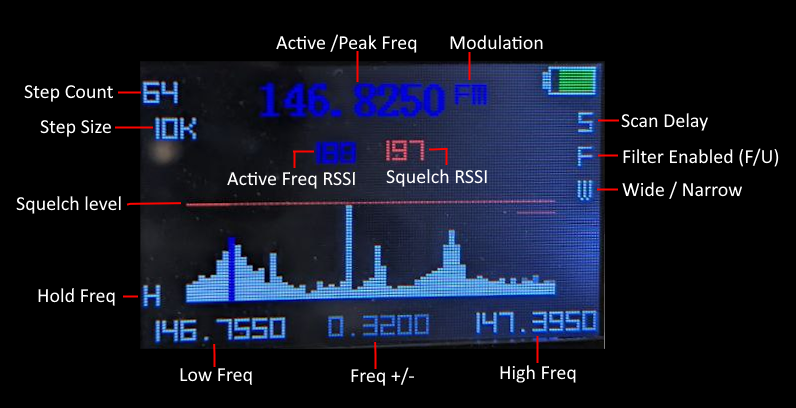 Active /Peak Freq
Modulation
Step Count
64
146.8250
FM
Step Size
10K
S
Scan Delay
188
197
F
Filter Enabled (F/U)
Active Freq RSSI
Squelch RSSI
W
Wide / Narrow
Squelch level
Hold Freq
H
146.7550
0.3200
147.3950
Low Freq
Freq +/-
High Freq